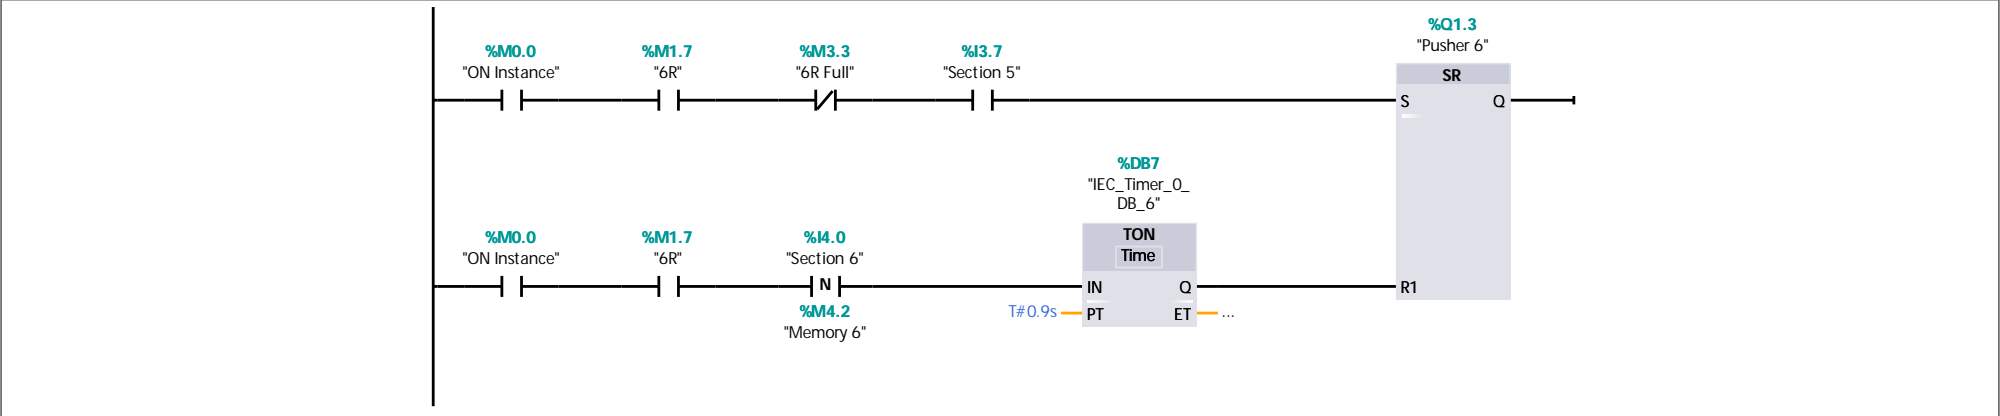 %Q1.3
"Pusher 6"
%M0.0 %M1.7 %M3.3 %I3.7
"ON Instance" "6R" "6R Full" "Section 5"
SR
S Q
%DB7
"IEC_Timer_0_
DB_6"
%M0.0 %M1.7 %I4.0
"ON Instance" "6R" "Section 6"
TON
Time
N IN Q R1
%M4.2 T#0.9s PT ET ...
"Memory 6"